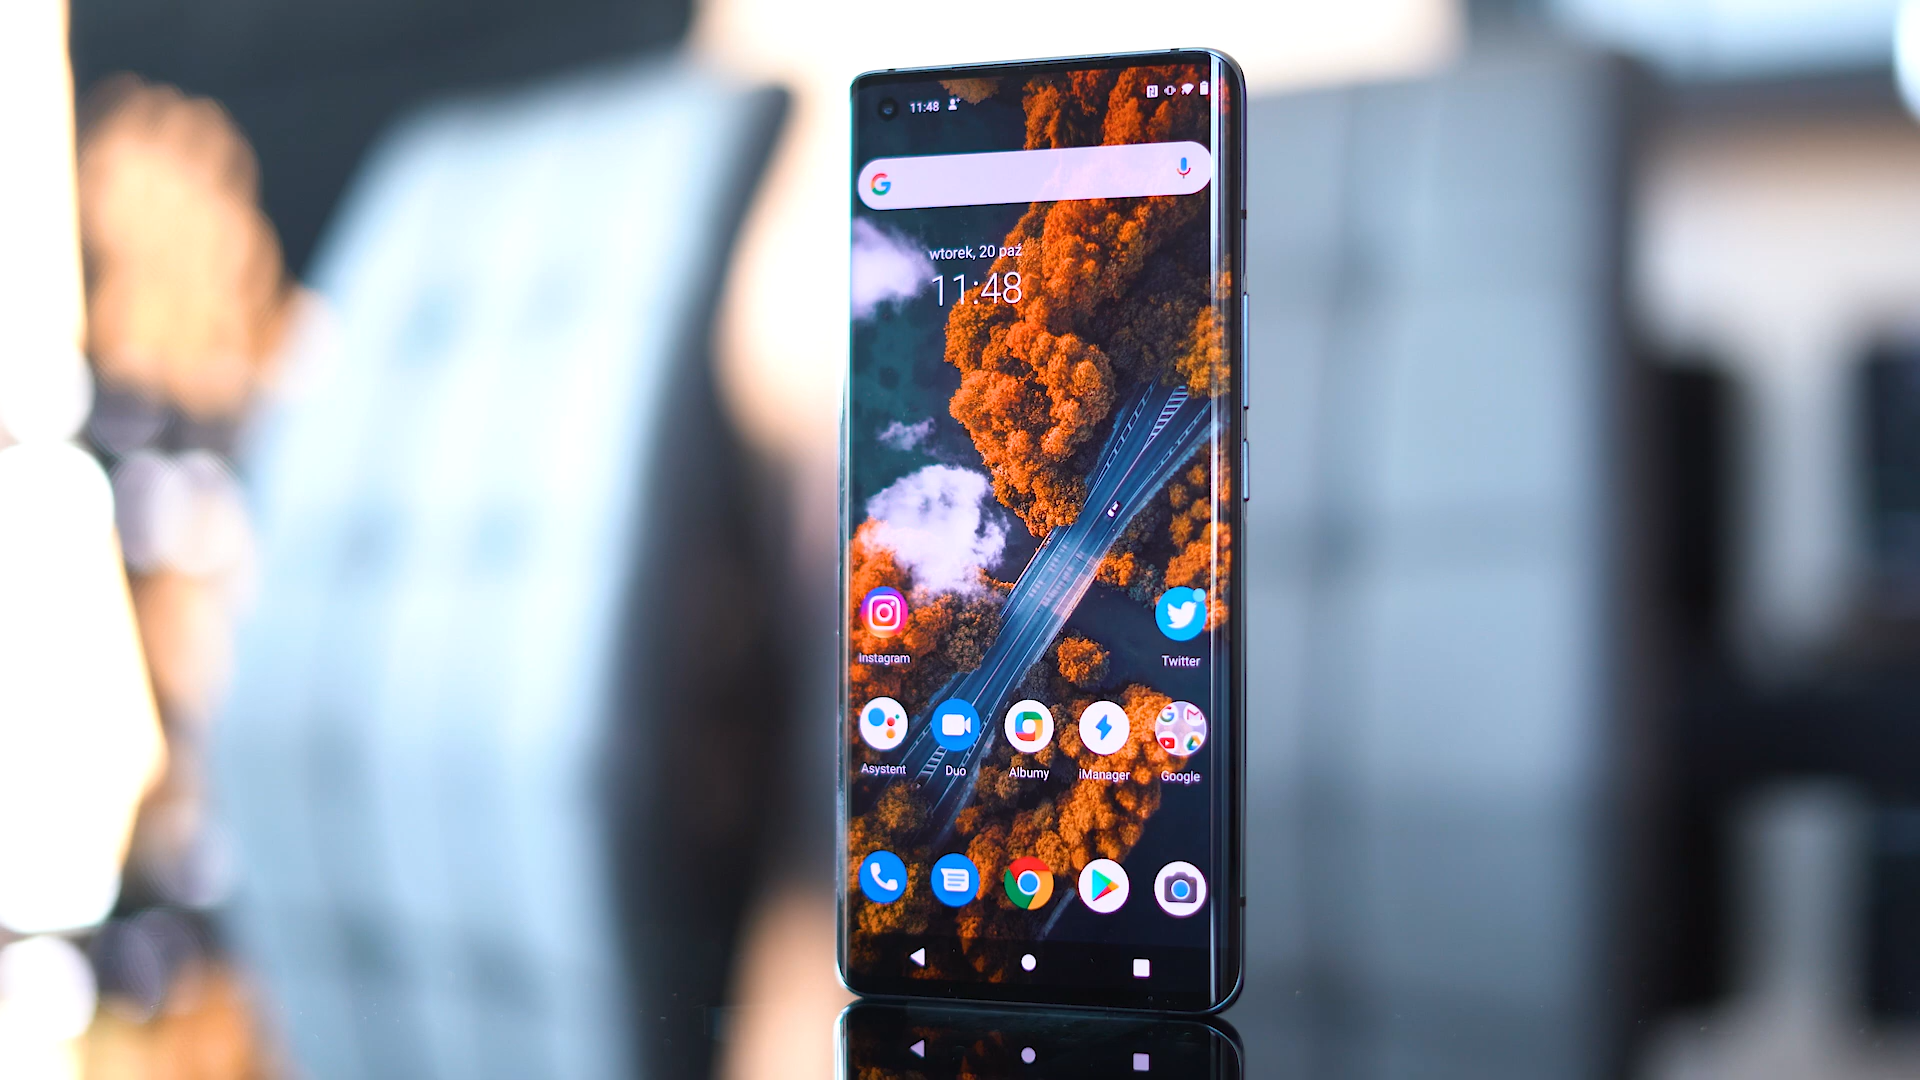 11:48
wtorek, 20 paź
11:48
Instagram
Twitter
Asystent
Duo
Albumy
iManager
Google